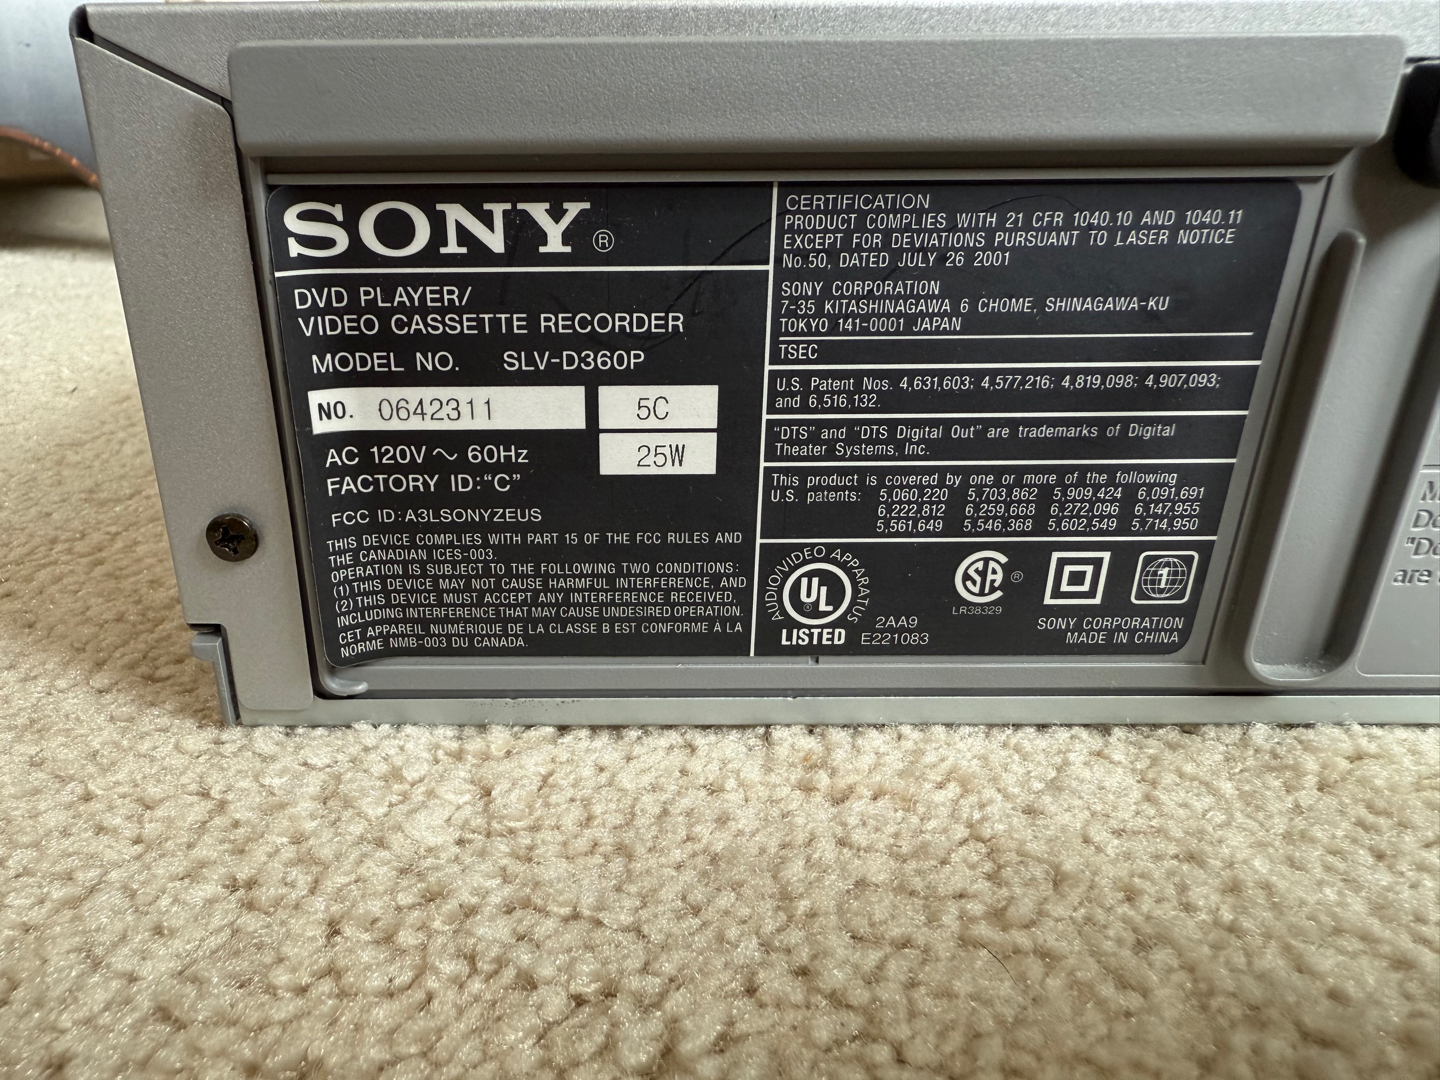 SONY®
DVD PLAYER/
VIDEO CASSETTE RECORDER
MODEL NO. SLV-D360P
NO. 0642311 5C
AC 120V ~ 60Hz 25W
FACTORY ID:“C”
FCC ID:A3LSONYZEUS
THIS DEVICE COMPLIES WITH PART 15 OF THE FCC RULES AND
THE CANADIAN ICES-003.
OPERATION IS SUBJECT TO THE FOLLOWING TWO CONDITIONS:
(1) THIS DEVICE MAY NOT CAUSE HARMFUL INTERFERENCE, AND
(2) THIS DEVICE MUST ACCEPT ANY INTERFERENCE RECEIVED,
INCLUDING INTERFERENCE THAT MAY CAUSE UNDESIRED OPERATION.
CET APPAREIL NUMÉRIQUE DE LA CLASSE B EST CONFORME À LA
NORME NMB-003 DU CANADA.
CERTIFICATION
PRODUCT COMPLIES WITH 21 CFR 1040.10 AND 1040.11
EXCEPT FOR DEVIATIONS PURSUANT TO LASER NOTICE
No.50, DATED JULY 26 2001
SONY CORPORATION
7-35 KITASHINAGAWA 6 CHOME, SHINAGAWA-KU
TOKYO 141-0001 JAPAN
TSEC
U.S. Patent Nos. 4,631,603; 4,577,216; 4,819,098; 4,907,093;
and 6,516,132.
“DTS” and “DTS Digital Out” are trademarks of Digital
Theater Systems, Inc.
This product is covered by one or more of the following
U.S. patents: 5,060,220 5,703,862 5,909,424 6,091,691
6,222,812 6,259,668 6,272,096 6,147,955
5,561,649 5,546,368 5,602,549 5,714,950
AUDIO/VIDEO APPARATUS
UL®
LISTED
2AA9
E221083
SA®
LR38329
1
SONY CORPORATION
MADE IN CHINA
"Do
are